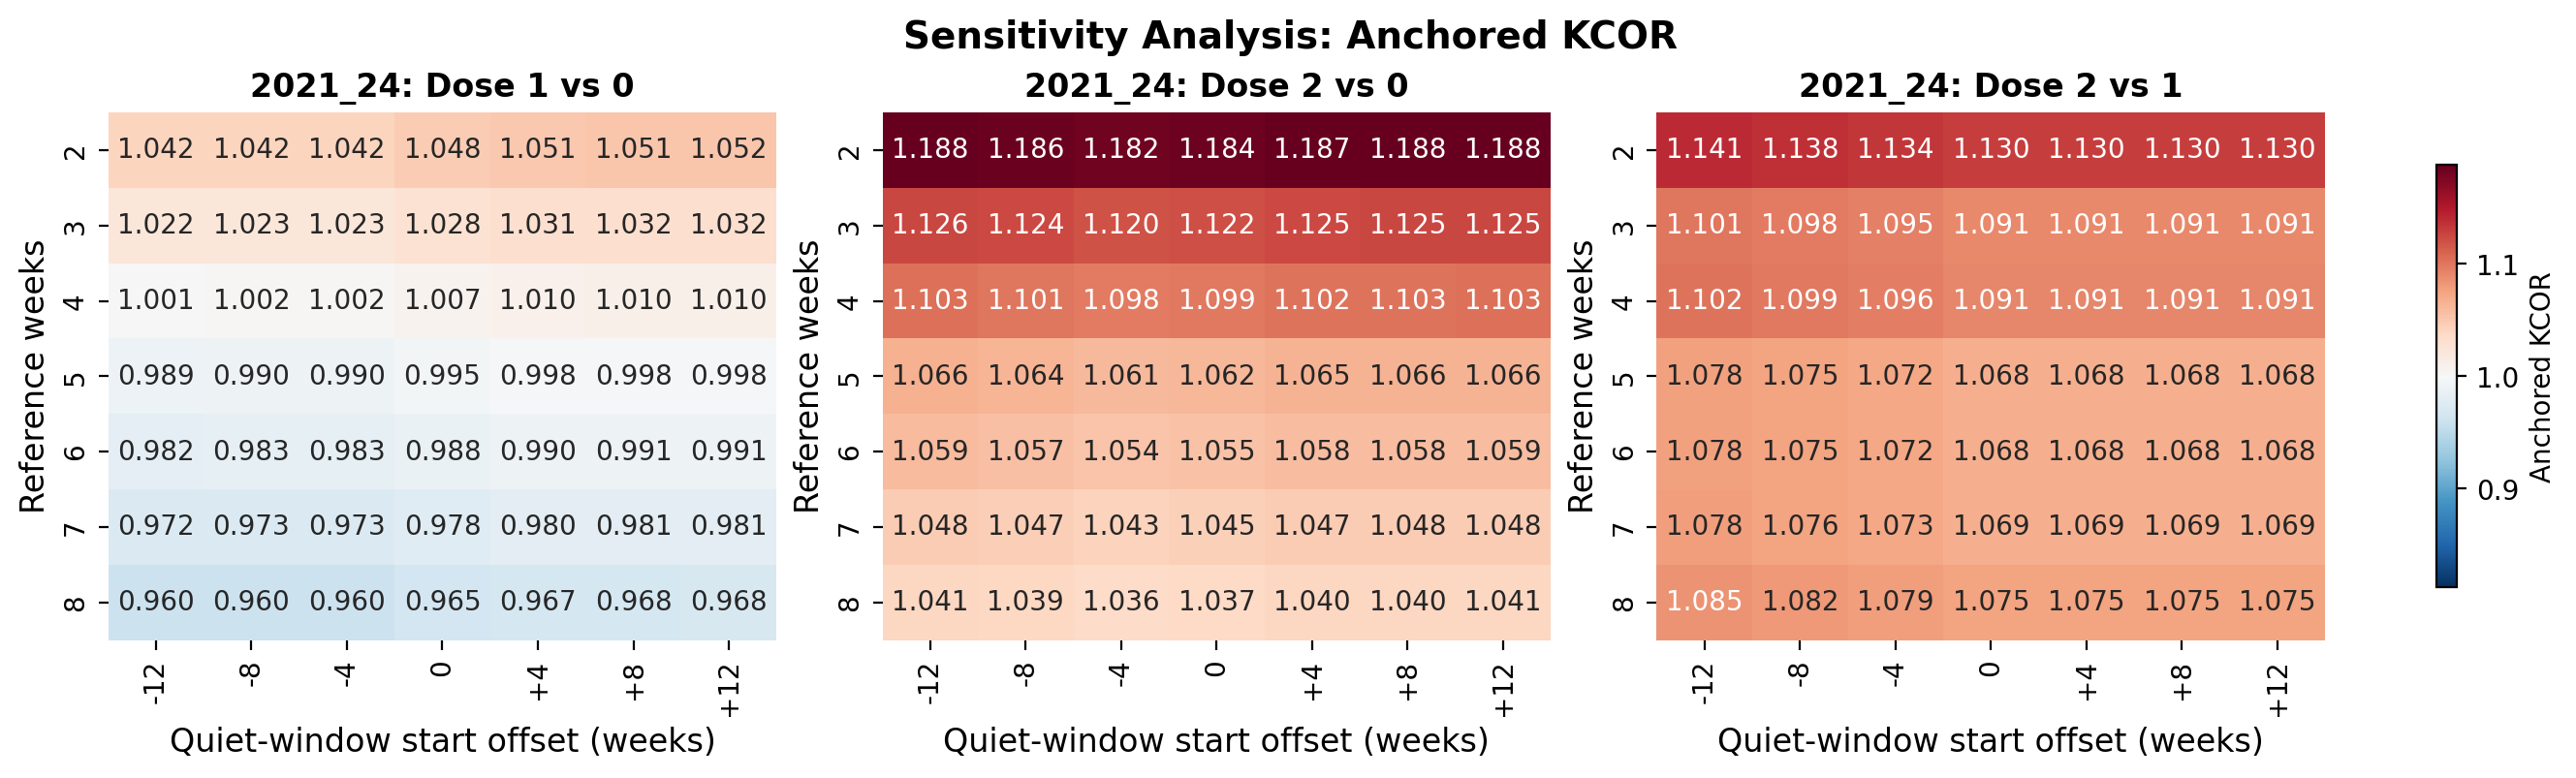 Sensitivity Analysis: Anchored KCOR
2021_24: Dose 1 vs 0
Reference weeks
2 1.042 1.042 1.042 1.048 1.051 1.051 1.052
3 1.022 1.023 1.023 1.028 1.031 1.032 1.032
4 1.001 1.002 1.002 1.007 1.010 1.010 1.010
5 0.989 0.990 0.990 0.995 0.998 0.998 0.998
6 0.982 0.983 0.983 0.988 0.990 0.991 0.991
7 0.972 0.973 0.973 0.978 0.980 0.981 0.981
8 0.960 0.960 0.960 0.965 0.967 0.968 0.968
-12 -8 -4 0 +4 +8 +12
Quiet-window start offset (weeks)
2021_24: Dose 2 vs 0
Reference weeks
2 1.188 1.186 1.182 1.184 1.187 1.188 1.188
3 1.126 1.124 1.120 1.122 1.125 1.125 1.125
4 1.103 1.101 1.098 1.099 1.102 1.103 1.103
5 1.066 1.064 1.061 1.062 1.065 1.066 1.066
6 1.059 1.057 1.054 1.055 1.058 1.058 1.059
7 1.048 1.047 1.043 1.045 1.047 1.048 1.048
8 1.041 1.039 1.036 1.037 1.040 1.040 1.041
-12 -8 -4 0 +4 +8 +12
Quiet-window start offset (weeks)
2021_24: Dose 2 vs 1
Reference weeks
2 1.141 1.138 1.134 1.130 1.130 1.130 1.130
3 1.101 1.098 1.095 1.091 1.091 1.091 1.091
4 1.102 1.099 1.096 1.091 1.091 1.091 1.091
5 1.078 1.075 1.072 1.068 1.068 1.068 1.068
6 1.078 1.075 1.072 1.068 1.068 1.068 1.068
7 1.078 1.076 1.073 1.069 1.069 1.069 1.069
8 1.085 1.082 1.079 1.075 1.075 1.075 1.075
-12 -8 -4 0 +4 +8 +12
Quiet-window start offset (weeks)
1.1
1.0
0.9
Anchored KCOR